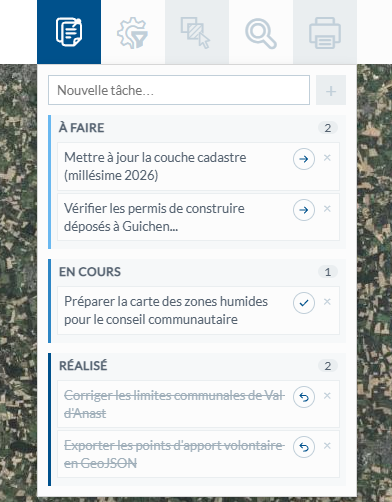 Nouvelle tâche…
+
À FAIRE 2
Mettre à jour la couche cadastre
(millésime 2026)
Vérifier les permis de construire
déposés à Guichen...
EN COURS 1
Préparer la carte des zones humides
pour le conseil communautaire
RÉALISÉ 2
Corriger les limites communales de Val
d'Anast
Exporter les points d'apport volontaire
en GeoJSON